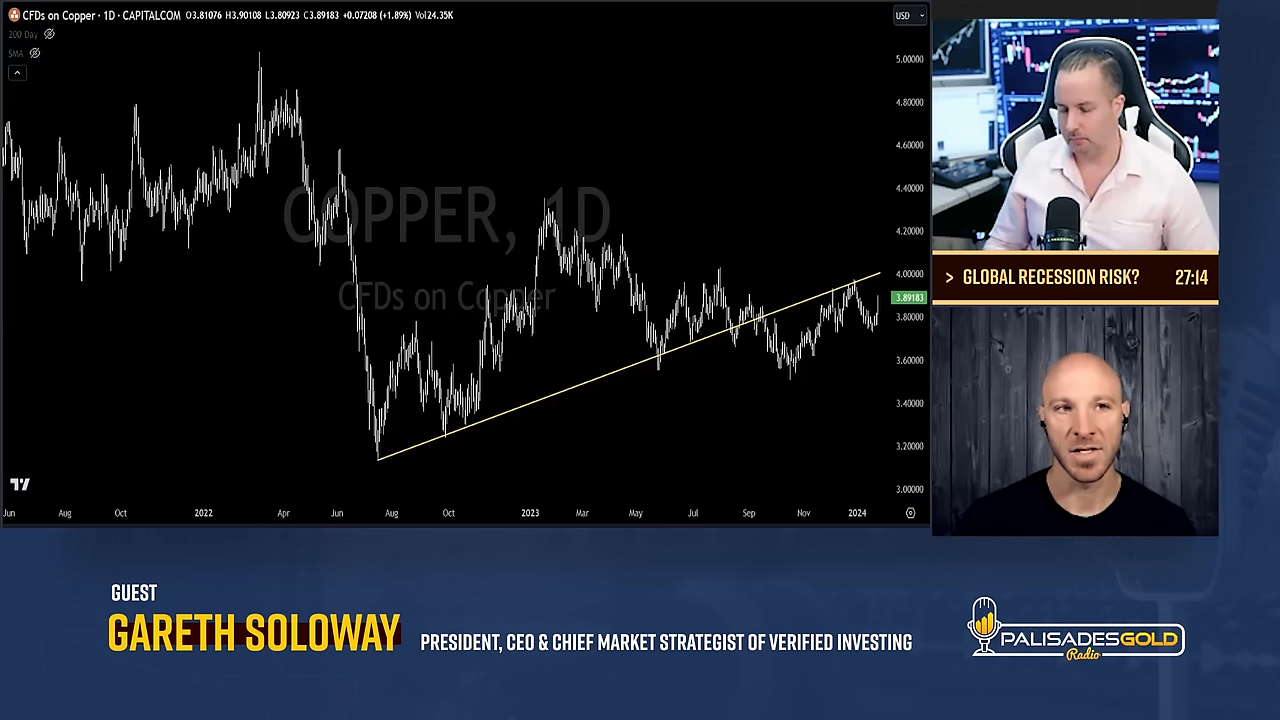 CFDs on Copper · 1D · CAPITALCOM O3.81076 H3.90108 L3.80923 C3.89183 +0.07208 (+1.89%) Vol24.35K
USD
200 Day
SMA
5.00000
4.80000
4.60000
4.40000
4.20000
4.00000
3.89183
3.80000
3.60000
3.40000
3.20000
3.00000
COPPER, 1D
CFDs on Copper
Jun Aug Oct 2022 Apr Jun Aug Oct 2023 Mar May Jul Sep Nov 2024
> GLOBAL RECESSION RISK? 27:14
GUEST
GARETH SOLOWAY
PRESIDENT, CEO & CHIEF MARKET STRATEGIST OF VERIFIED INVESTING
PALISADESGOLD
Radio